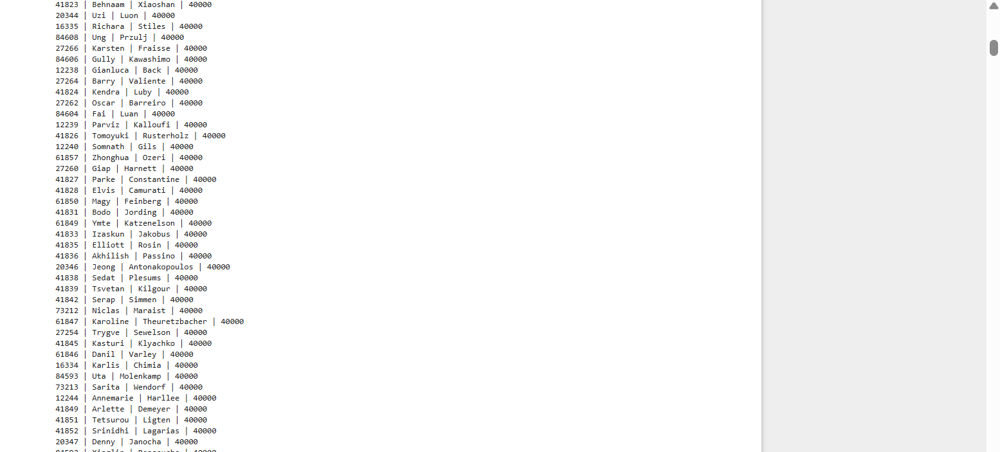 41823 | Behnaam | Xiaoshan | 40000
20344 | Uzi | Luon | 40000
16335 | Richara | Stiles | 40000
84608 | Ung | Przulj | 40000
27266 | Karsten | Fraisse | 40000
84606 | Gully | Kawashimo | 40000
12238 | Gianluca | Back | 40000
27264 | Barry | Valiente | 40000
41824 | Kendra | Luby | 40000
27262 | Oscar | Barreiro | 40000
84604 | Fai | Luan | 40000
12239 | Parviz | Kalloufi | 40000
41826 | Tomoyuki | Rusterholz | 40000
12240 | Somnath | Gils | 40000
61857 | Zhonghua | Ozeri | 40000
27260 | Giap | Harnett | 40000
41827 | Parke | Constantine | 40000
41828 | Elvis | Camurati | 40000
61850 | Magy | Feinberg | 40000
41831 | Bodo | Jording | 40000
61849 | Ymte | Katzenelson | 40000
41833 | Izaskun | Jakobus | 40000
41835 | Elliott | Rosin | 40000
41836 | Akhilish | Passino | 40000
20346 | Jeong | Antonakopoulos | 40000
41838 | Sedat | Plesums | 40000
41839 | Tsvetan | Kilgour | 40000
41842 | Serap | Simmen | 40000
73212 | Niclas | Maraist | 40000
61847 | Karoline | Theuretzbacher | 40000
27254 | Trygve | Sewelson | 40000
41845 | Kasturi | Klyachko | 40000
61846 | Danil | Varley | 40000
16334 | Karlis | Chimia | 40000
84593 | Uta | Molenkamp | 40000
73213 | Sarita | Wendorf | 40000
12244 | Annemarie | Harllee | 40000
41849 | Arlette | Demeyer | 40000
41851 | Tetsurou | Ligten | 40000
41852 | Srinidhi | Lagarias | 40000
20347 | Denny | Janocha | 40000